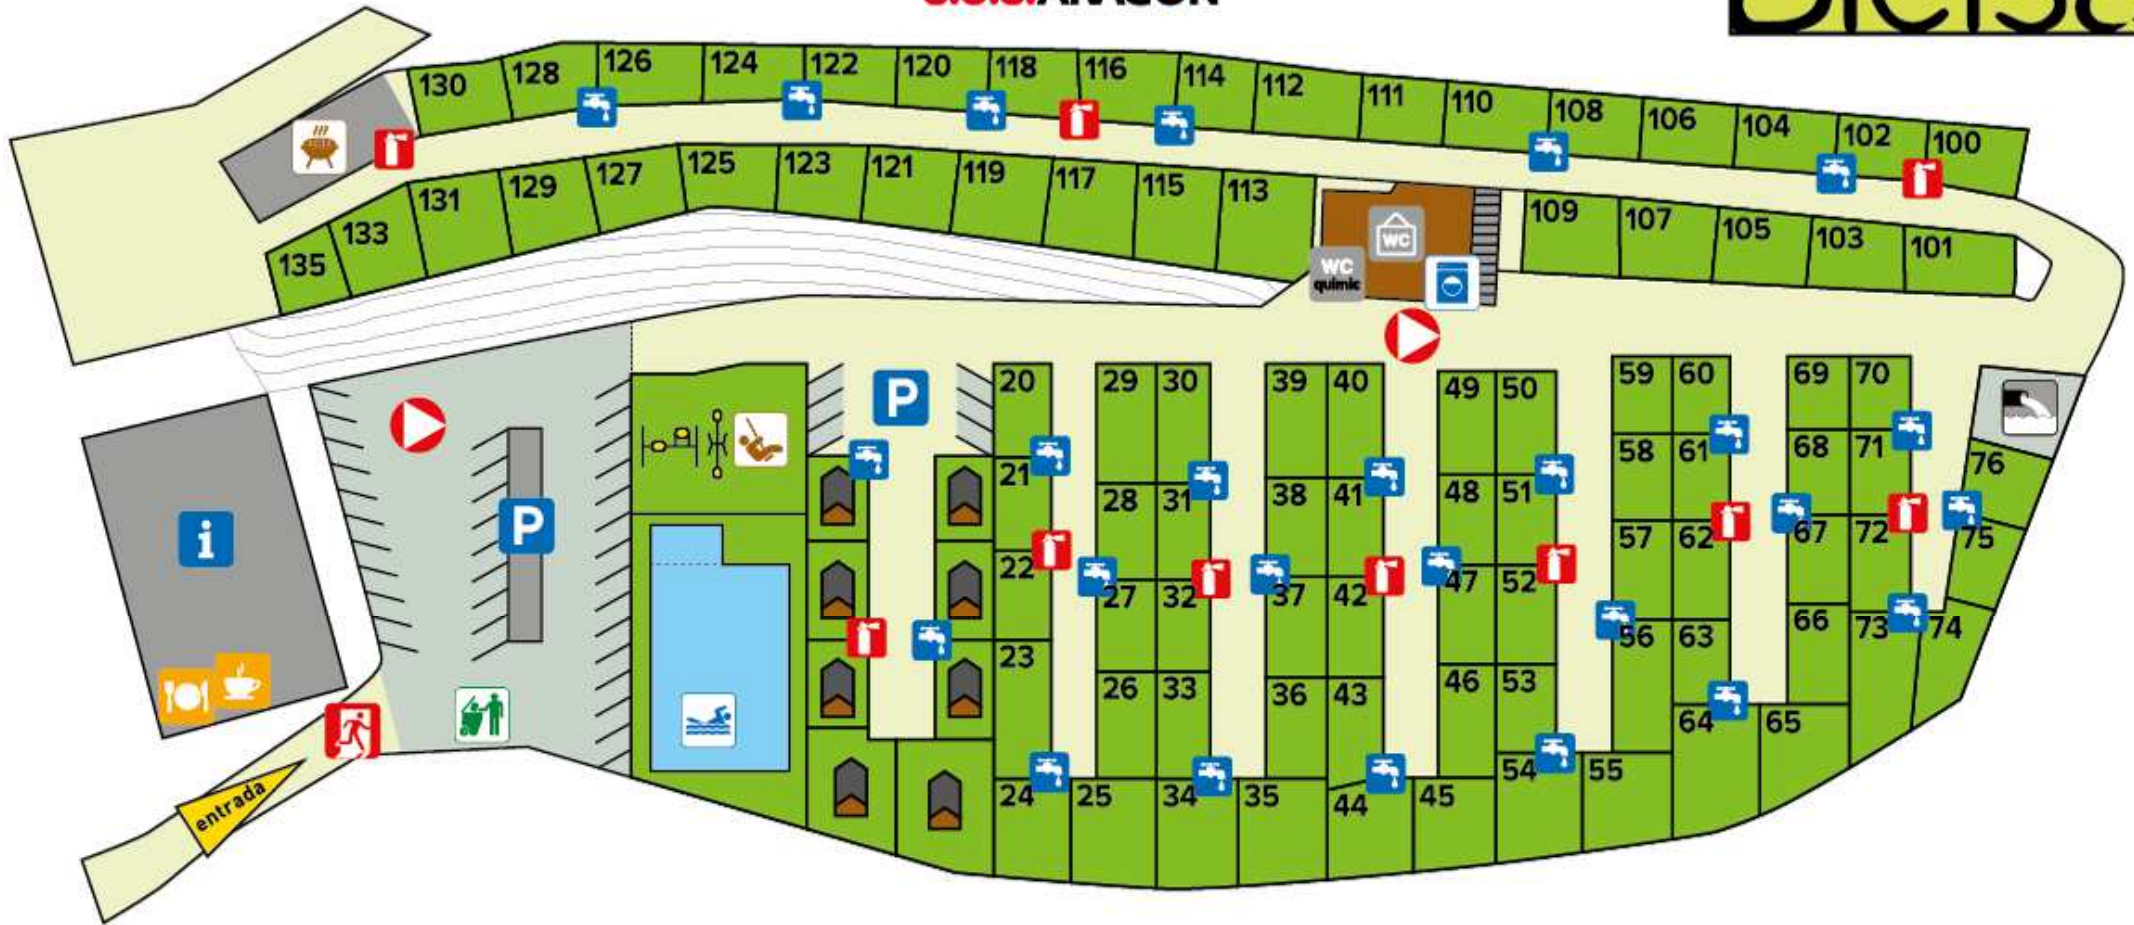 130 128 126 124 122 120 118 116 114 112 111 110 108 106 104 102 100
135 133 131 129 127 125 123 121 119 117 115 113 109 107 105 103 101
WC
WC
quimic
P
20 29 30 39 40 49 50 59 60 69 70
21 28 31 38 41 48 51 58 61 68 71 76
i P
22 27 32 37 42 47 52 57 62 67 72 75
23 26 33 36 43 46 53 56 63 66 73 74
24 25 34 35 44 45 54 55 64 65
entrada